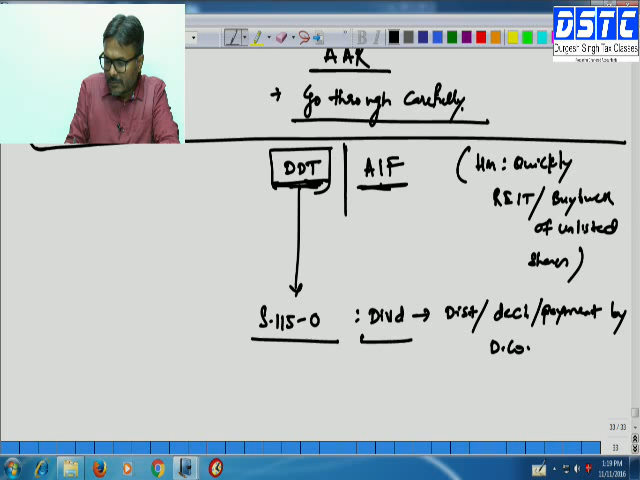 DSTC
Durgesh Singh Tax Classes
AAR
→ Go through Carefully.
DDT | AIF
(Hm: Quickly
REIT / Buyback
of unlisted
shares)
S.115-O : Divd → Dist/decl/payment by
D.Co.
33 / 33
33
1:19 PM
11/11/2016